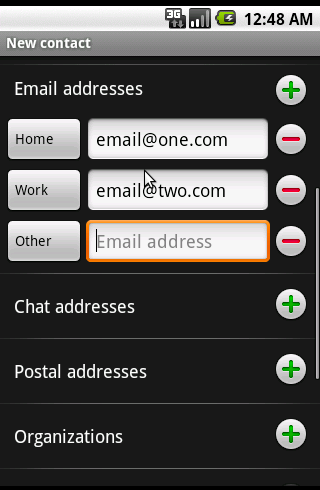 3G 12:48 AM
New contact
Email addresses
Home email@one.com
Work email@two.com
Other Email address
Chat addresses
Postal addresses
Organizations